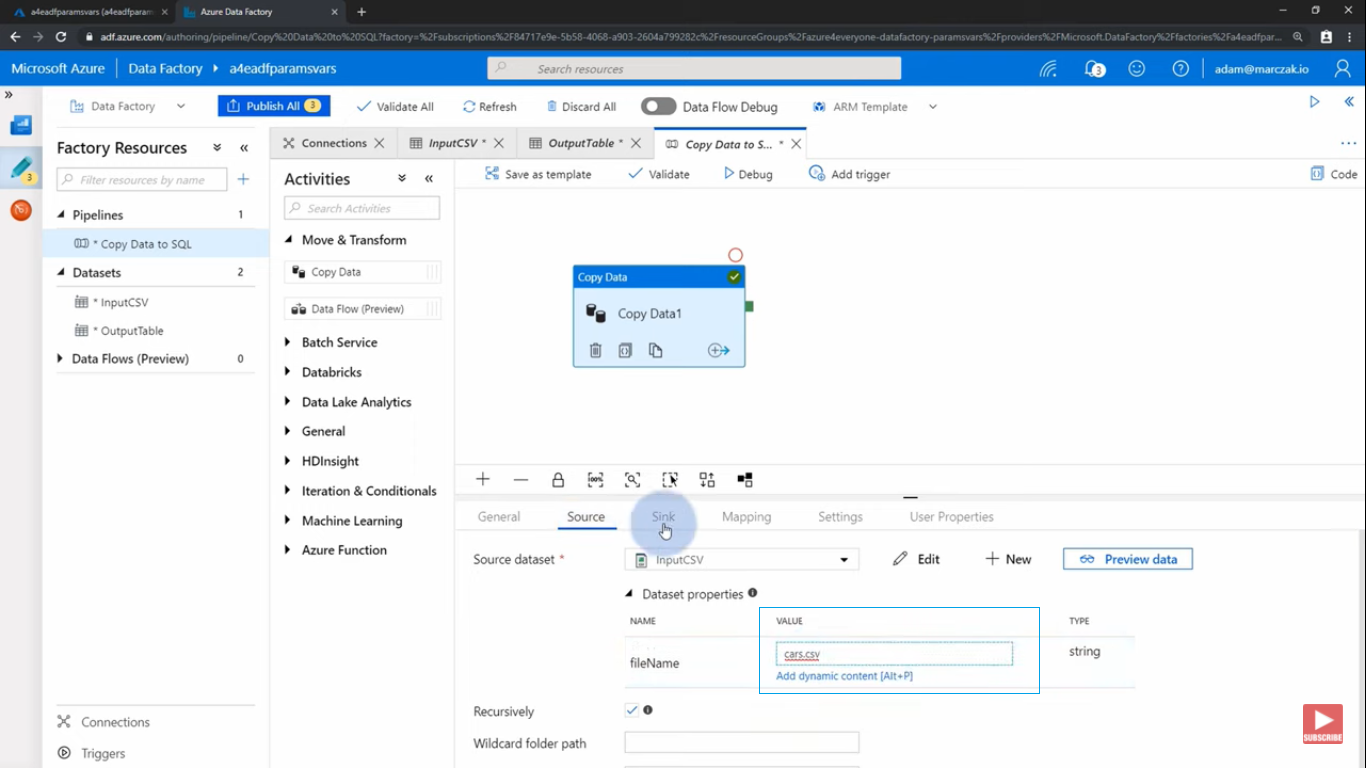 a4eadfparamsvars (a4eadfparamsv
Azure Data Factory
adf.azure.com/authoring/pipeline/Copy%20Data%20to%20SQL?factory=%2Fsubscriptions%2F84717e9e-5b58-4068-a903-2604a799282c%2FresourceGroups%2Fazure4everyone-datafactory-paramsvars%2Fproviders%2FMicrosoft.DataFactory%2Ffactories%2Fa4eadfpar...
Microsoft Azure
Data Factory
a4eadfparamsvars
Search resources
3
adam@marczak.io
Data Factory
Publish All 3
Validate All
Refresh
Discard All
Data Flow Debug
ARM Template
3
Factory Resources
Filter resources by name
Pipelines 1
* Copy Data to SQL
Datasets 2
* InputCSV
* OutputTable
Data Flows (Preview) 0
Connections
Triggers
Connections
InputCSV *
OutputTable *
Copy Data to S... *
Activities
Search Activities
Move & Transform
Copy Data
Data Flow (Preview)
Batch Service
Databricks
Data Lake Analytics
General
HDInsight
Iteration & Conditionals
Machine Learning
Azure Function
Save as template
Validate
Debug
Add trigger
Code
Copy Data
Copy Data1
100%
General
Source
Sink
Mapping
Settings
User Properties
Source dataset *
InputCSV
Edit
New
Preview data
Dataset properties
NAME VALUE TYPE
fileName
cars.csv
string
Add dynamic content [Alt+P]
Recursively
Wildcard folder path
SUBSCRIBE